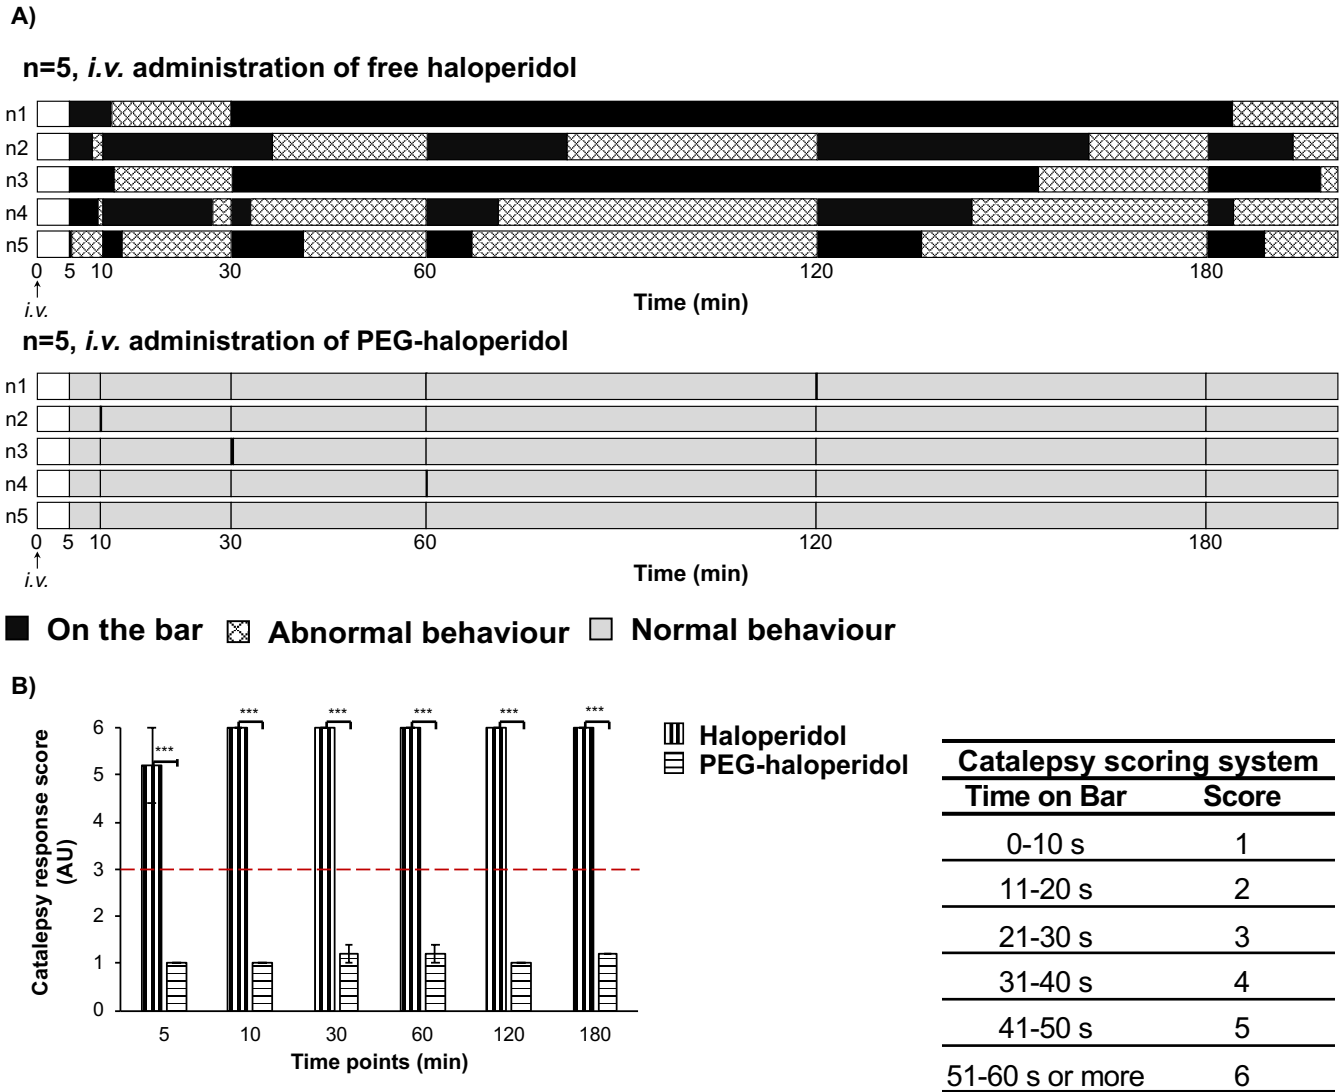 A)
n=5, i.v. administration of free haloperidol
n1
n2
n3
n4
n5
0 5 10 30 60 120 180
i.v.
Time (min)
n=5, i.v. administration of PEG-haloperidol
n1
n2
n3
n4
n5
0 5 10 30 60 120 180
i.v.
Time (min)
On the bar Abnormal behaviour Normal behaviour
B)
Catalepsy response score
(AU)
6
5
4
3
2
1
0
*** *** *** *** *** ***
5 10 30 60 120 180
Time points (min)
Haloperidol
PEG-haloperidol
Catalepsy scoring system
Time on Bar Score
0-10 s 1
11-20 s 2
21-30 s 3
31-40 s 4
41-50 s 5
51-60 s or more 6